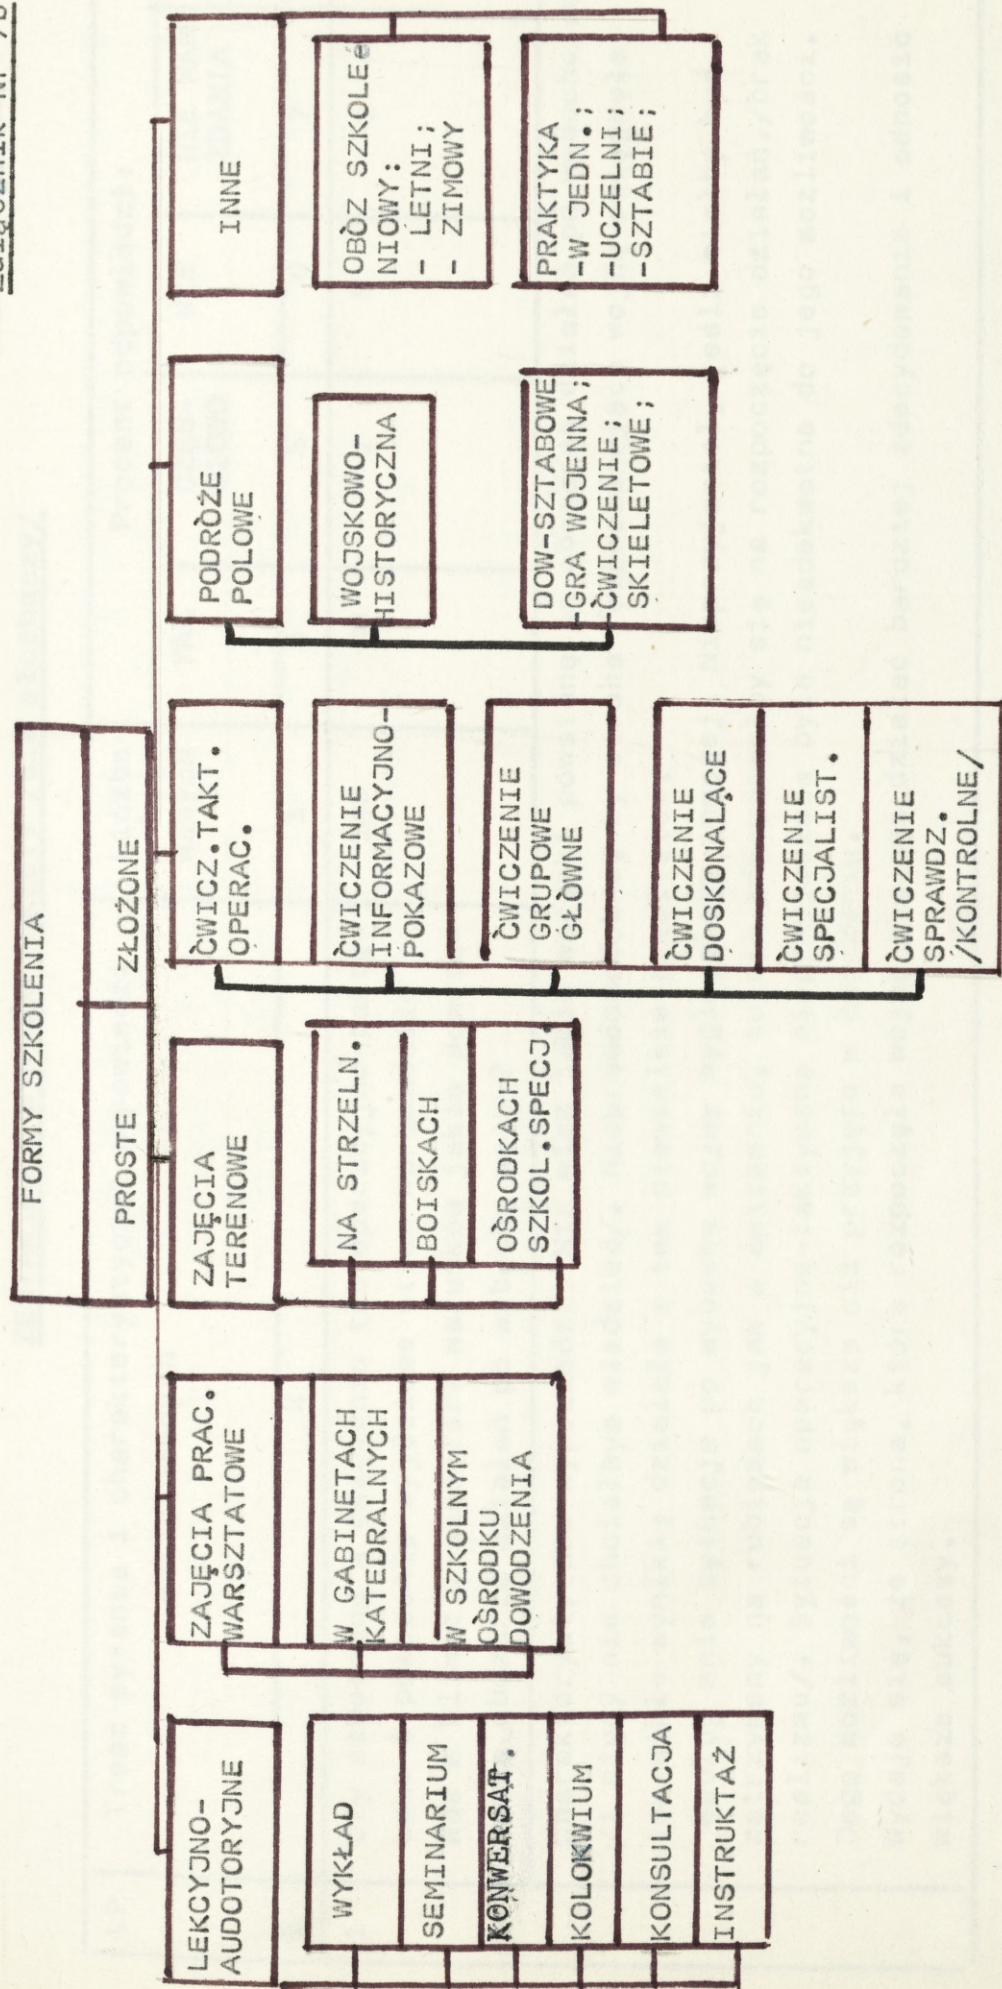 Załącznik Nr
FORMY SZKOLENIA
PROSTE
ZŁOŻONE
LEKCYJNO-
AUDOTORYJNE
WYKŁAD
SEMINARIUM
KONWERSAT.
KOLOKWIUM
KONSULTACJA
INSTRUKTAŻ
ZAJĘCIA PRAC.
WARSZTATOWE
W GABINETACH
KATEDRALNYCH
W SZKOLNYM
OŚRODKU
DOWODZENIA
ZAJĘCIA
TERENOWE
NA STRZELN.
BOISKACH
OŚRODKACH
SZKOL.SPECJ.
ĆWICZ.TAKT.
OPERAC.
ĆWICZENIE
INFORMACYJNO-
POKAZOWE
ĆWICZENIE
GRUPOWE
GŁÓWNE
ĆWICZENIE
DOSKONALĄCE
ĆWICZENIE
SPECJALIST.
ĆWICZENIE
SPRAWDZ.
/KONTROLNE/
PODRÓŻE
POLOWE
WOJSKOWO-
HISTORYCZNA
DOW-SZTABOWE
-GRA WOJENNA;
-ĆWICZENIE;
SKIELETOWE;
INNE
OBÓZ SZKOLEé
NIOWY:
- LETNI;
- ZIMOWY
PRAKTYKA
-W JEDN.;
-UCZELNI;
-SZTABIE;